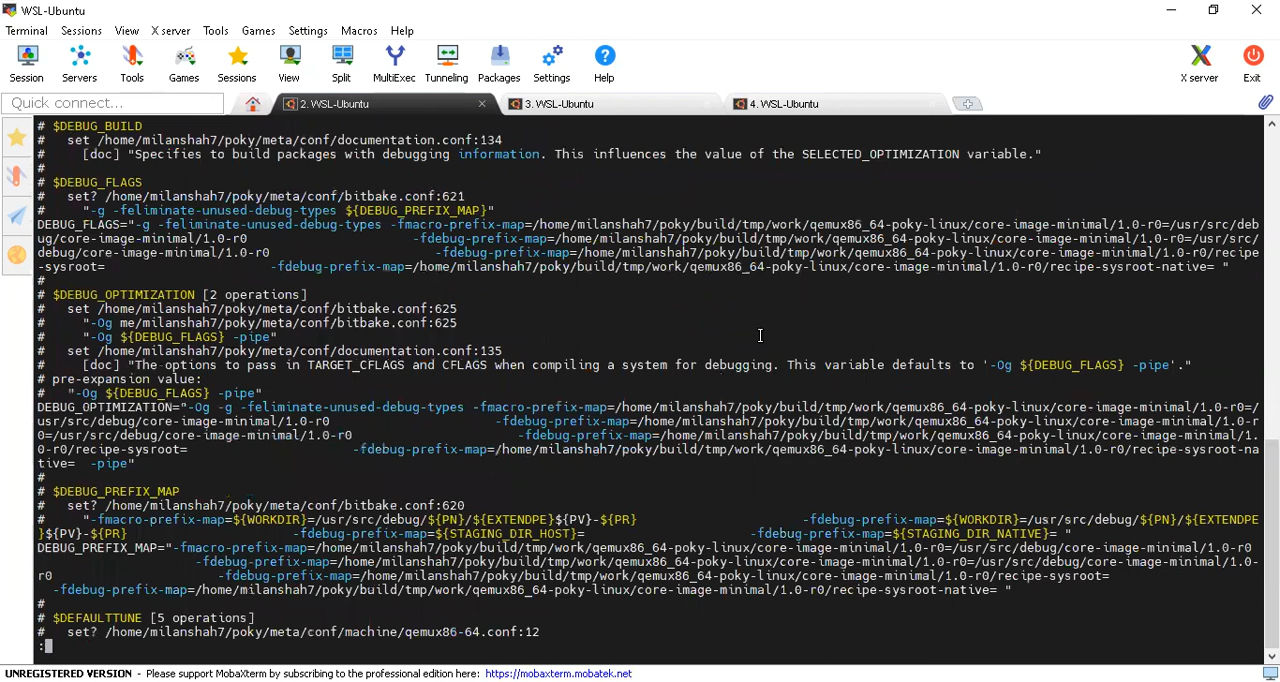 WSL-Ubuntu
Terminal Sessions View X server Tools Games Settings Macros Help
Session Servers Tools Games Sessions View Split MultiExec Tunneling Packages Settings Help X server Exit
Quick connect... 2. WSL-Ubuntu 3. WSL-Ubuntu 4. WSL-Ubuntu
# $DEBUG_BUILD
#   set /home/milanshah7/poky/meta/conf/documentation.conf:134
#     [doc] "Specifies to build packages with debugging information. This influences the value of the SELECTED_OPTIMIZATION variable."
#
# $DEBUG_FLAGS
#   set? /home/milanshah7/poky/meta/conf/bitbake.conf:621
#     "-g -feliminate-unused-debug-types ${DEBUG_PREFIX_MAP}"
DEBUG_FLAGS="-g -feliminate-unused-debug-types -fmacro-prefix-map=/home/milanshah7/poky/build/tmp/work/qemux86_64-poky-linux/core-image-minimal/1.0-r0=/usr/src/deb
ug/core-image-minimal/1.0-r0                      -fdebug-prefix-map=/home/milanshah7/poky/build/tmp/work/qemux86_64-poky-linux/core-image-minimal/1.0-r0=/usr/src/
debug/core-image-minimal/1.0-r0                      -fdebug-prefix-map=/home/milanshah7/poky/build/tmp/work/qemux86_64-poky-linux/core-image-minimal/1.0-r0/recipe
-sysroot=                      -fdebug-prefix-map=/home/milanshah7/poky/build/tmp/work/qemux86_64-poky-linux/core-image-minimal/1.0-r0/recipe-sysroot-native= "
#
# $DEBUG_OPTIMIZATION [2 operations]
#   set /home/milanshah7/poky/meta/conf/bitbake.conf:625
#     "-Og me/milanshah7/poky/meta/conf/bitbake.conf:625
#     "-Og ${DEBUG_FLAGS} -pipe"
#   set /home/milanshah7/poky/meta/conf/documentation.conf:135
#     [doc] "The options to pass in TARGET_CFLAGS and CFLAGS when compiling a system for debugging. This variable defaults to '-Og ${DEBUG_FLAGS} -pipe'."
# pre-expansion value:
#   "-Og ${DEBUG_FLAGS} -pipe"
DEBUG_OPTIMIZATION="-Og -g -feliminate-unused-debug-types -fmacro-prefix-map=/home/milanshah7/poky/build/tmp/work/qemux86_64-poky-linux/core-image-minimal/1.0-r0=/
usr/src/debug/core-image-minimal/1.0-r0                      -fdebug-prefix-map=/home/milanshah7/poky/build/tmp/work/qemux86_64-poky-linux/core-image-minimal/1.0-r
0=/usr/src/debug/core-image-minimal/1.0-r0                      -fdebug-prefix-map=/home/milanshah7/poky/build/tmp/work/qemux86_64-poky-linux/core-image-minimal/1.
0-r0/recipe-sysroot=                      -fdebug-prefix-map=/home/milanshah7/poky/build/tmp/work/qemux86_64-poky-linux/core-image-minimal/1.0-r0/recipe-sysroot-na
tive=  -pipe"
#
# $DEBUG_PREFIX_MAP
#   set? /home/milanshah7/poky/meta/conf/bitbake.conf:620
#     "-fmacro-prefix-map=${WORKDIR}=/usr/src/debug/${PN}/${EXTENDPE}${PV}-${PR}                      -fdebug-prefix-map=${WORKDIR}=/usr/src/debug/${PN}/${EXTENDPE
}${PV}-${PR}                      -fdebug-prefix-map=${STAGING_DIR_HOST}=                      -fdebug-prefix-map=${STAGING_DIR_NATIVE}= "
DEBUG_PREFIX_MAP="-fmacro-prefix-map=/home/milanshah7/poky/build/tmp/work/qemux86_64-poky-linux/core-image-minimal/1.0-r0=/usr/src/debug/core-image-minimal/1.0-r0
-fdebug-prefix-map=/home/milanshah7/poky/build/tmp/work/qemux86_64-poky-linux/core-image-minimal/1.0-r0=/usr/src/debug/core-image-minimal/1.0-
r0                      -fdebug-prefix-map=/home/milanshah7/poky/build/tmp/work/qemux86_64-poky-linux/core-image-minimal/1.0-r0/recipe-sysroot=
-fdebug-prefix-map=/home/milanshah7/poky/build/tmp/work/qemux86_64-poky-linux/core-image-minimal/1.0-r0/recipe-sysroot-native= "
#
# $DEFAULTTUNE [5 operations]
#   set? /home/milanshah7/poky/meta/conf/machine/qemux86-64.conf:12
:
UNREGISTERED VERSION - Please support MobaXterm by subscribing to the professional edition here: https://mobaxterm.mobatek.net